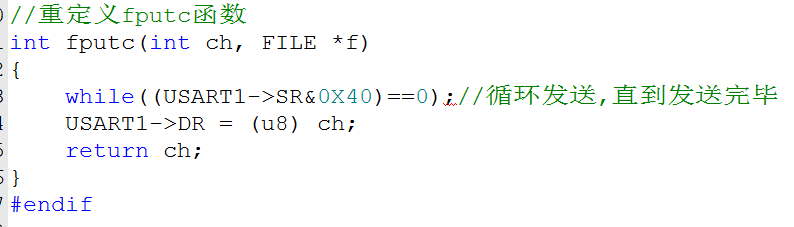 //重定义fputc函数
int fputc(int ch, FILE *f)
{
    while((USART1->SR&0X40)==0);//循环发送,直到发送完毕
    USART1->DR = (u8) ch;
    return ch;
}
#endif